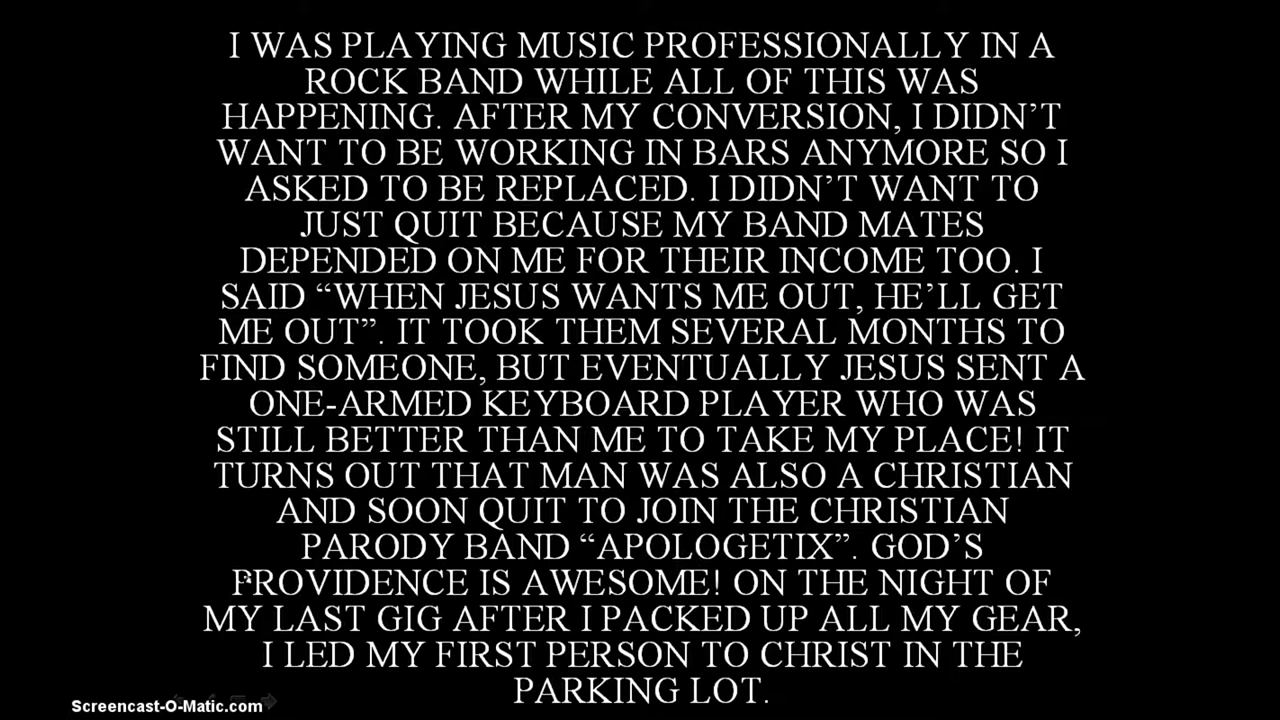 I WAS PLAYING MUSIC PROFESSIONALLY IN A
ROCK BAND WHILE ALL OF THIS WAS
HAPPENING. AFTER MY CONVERSION, I DIDN’T
WANT TO BE WORKING IN BARS ANYMORE SO I
ASKED TO BE REPLACED. I DIDN’T WANT TO
JUST QUIT BECAUSE MY BAND MATES
DEPENDED ON ME FOR THEIR INCOME TOO. I
SAID “WHEN JESUS WANTS ME OUT, HE’LL GET
ME OUT”. IT TOOK THEM SEVERAL MONTHS TO
FIND SOMEONE, BUT EVENTUALLY JESUS SENT A
ONE-ARMED KEYBOARD PLAYER WHO WAS
STILL BETTER THAN ME TO TAKE MY PLACE! IT
TURNS OUT THAT MAN WAS ALSO A CHRISTIAN
AND SOON QUIT TO JOIN THE CHRISTIAN
PARODY BAND “APOLOGETIX”. GOD’S
PROVIDENCE IS AWESOME! ON THE NIGHT OF
MY LAST GIG AFTER I PACKED UP ALL MY GEAR,
I LED MY FIRST PERSON TO CHRIST IN THE
PARKING LOT.
Screencast-O-Matic.com